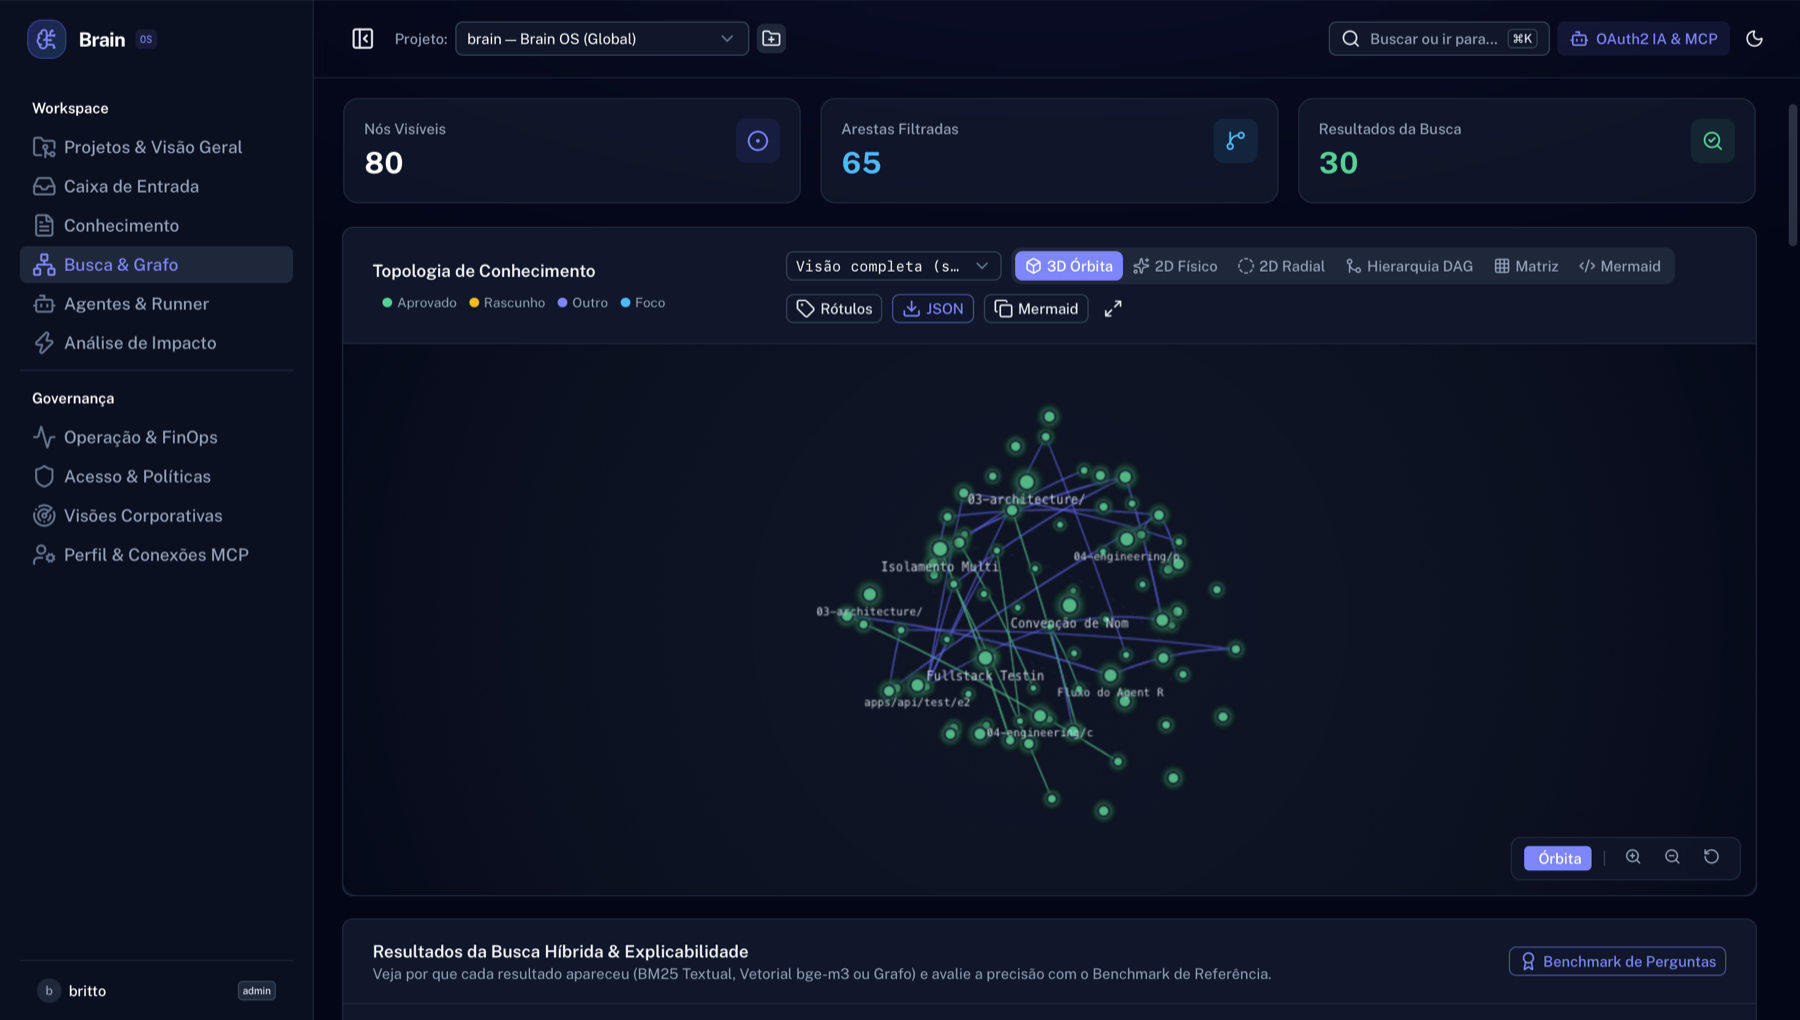 Brain OS
Workspace
Projetos & Visão Geral
Caixa de Entrada
Conhecimento
Busca & Grafo
Agentes & Runner
Análise de Impacto
Governança
Operação & FinOps
Acesso & Políticas
Visões Corporativas
Perfil & Conexões MCP
b britto admin
Projeto: brain — Brain OS (Global)
Buscar ou ir para... ⌘K
OAuth2 IA & MCP
Nós Visíveis
80
Arestas Filtradas
65
Resultados da Busca
30
Topologia de Conhecimento
Aprovado Rascunho Outro Foco
Visão completa (s…
3D Órbita 2D Físico 2D Radial Hierarquia DAG Matriz Mermaid
Rótulos JSON Mermaid
03-architecture/
04-engineering/p
Isolamento Multi
03-architecture/
Convenção de Nom
Fullstack Testin
Fluxo do Agent R
apps/api/test/e2
04-engineering/c
Órbita
Resultados da Busca Híbrida & Explicabilidade
Veja por que cada resultado apareceu (BM25 Textual, Vetorial bge-m3 ou Grafo) e avalie a precisão com o Benchmark de Referência.
Benchmark de Perguntas